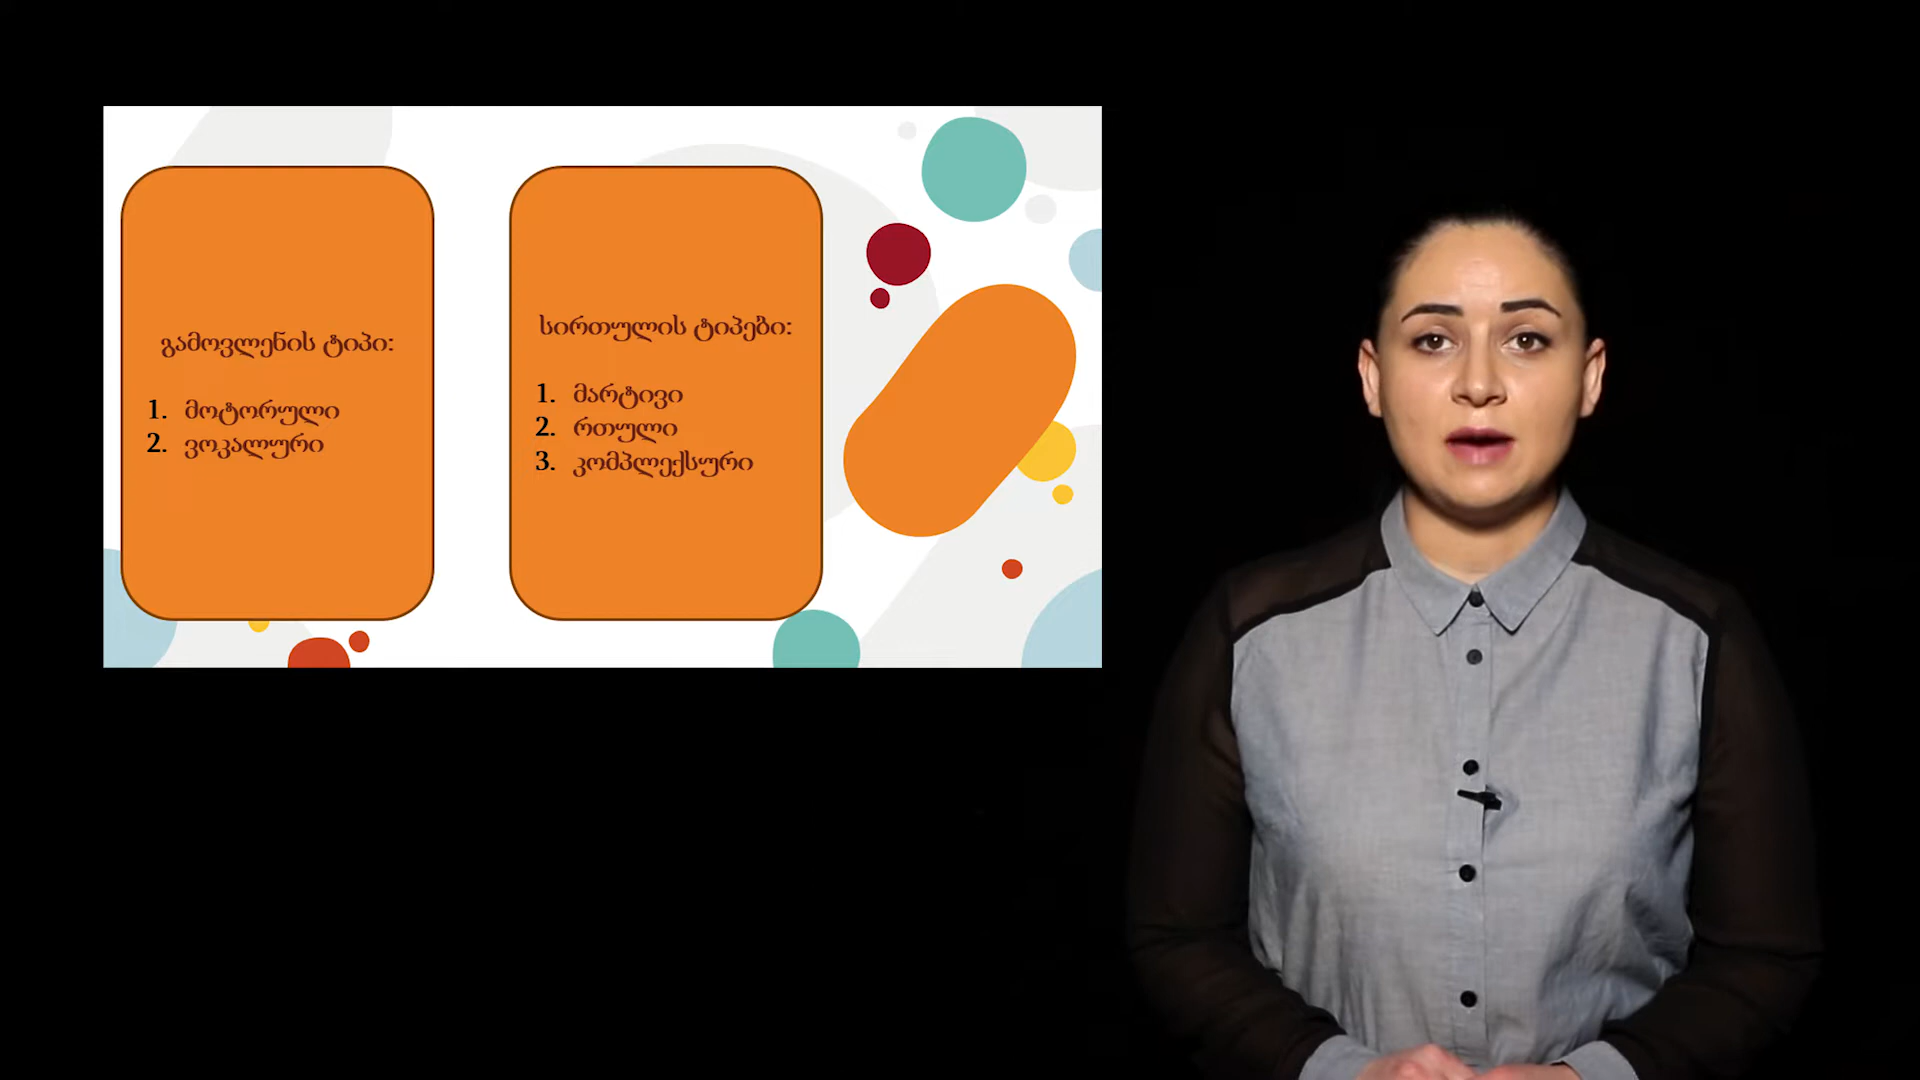 გამოვლენის ტიპი:
1. მოტორული
2. ვოკალური
სირთულის ტიპები:
1. მარტივი
2. რთული
3. კომპლექსური